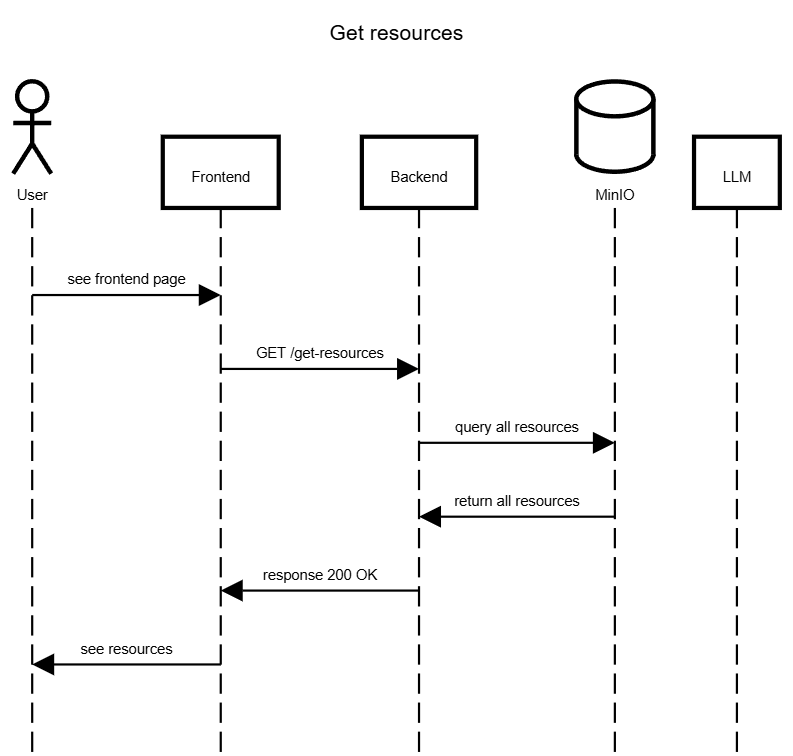 Get resources
User
Frontend
Backend
MinIO
LLM
see frontend page
GET /get-resources
query all resources
return all resources
response 200 OK
see resources